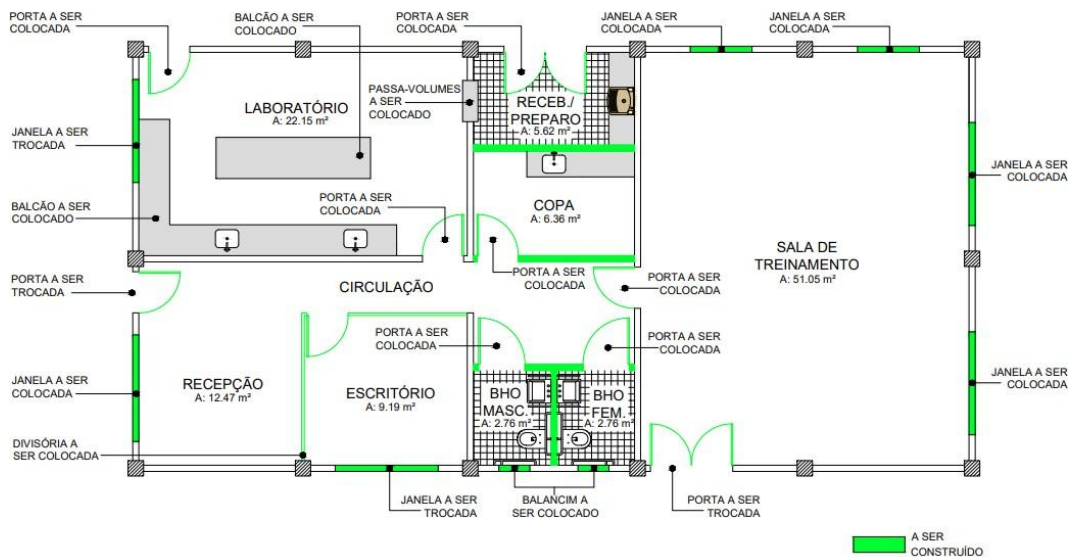 PORTA A SER
COLOCADA
BALCÃO A SER
COLOCADO
PORTA A SER
COLOCADA
JANELA A SER
COLOCADA
JANELA A SER
COLOCADA
LABORATÓRIO
A: 22.15 m²
PASSA-VOLUMES
A SER
COLOCADO
RECEB./
PREPARO
A: 5.62 m²
JANELA A SER
TROCADA
JANELA A SER
COLOCADA
BALCÃO A SER
COLOCADO
PORTA A SER
COLOCADA
COPA
A: 6.36 m²
SALA DE
TREINAMENTO
A: 51.05 m²
PORTA A SER
TROCADA
CIRCULAÇÃO
PORTA A SER
COLOCADA
PORTA A SER
COLOCADA
PORTA A SER
COLOCADA
PORTA A SER
COLOCADA
JANELA A SER
COLOCADA
RECEPÇÃO
A: 12.47 m²
ESCRITÓRIO
A: 9.19 m²
BHO
MASC.
A: 2.76 m²
BHO
FEM.
A: 2.76 m²
JANELA A SER
COLOCADA
DIVISÓRIA A
SER COLOCADA
JANELA A SER
TROCADA
BALANCIM A
SER COLOCADO
PORTA A SER
TROCADA
A SER
CONSTRUÍDO